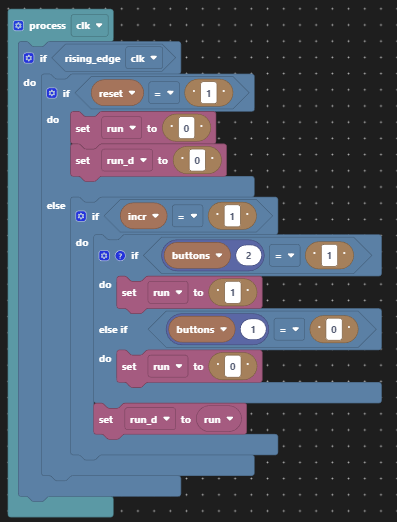 process clk
if rising_edge clk
do if reset = ' 1 '
do set run to ' 0 '
set run_d to ' 0 '
else if incr = ' 1 '
do ? if buttons 2 = ' 1 '
do set run to ' 1 '
else if buttons 1 = ' 0 '
do set run to ' 0 '
set run_d to run